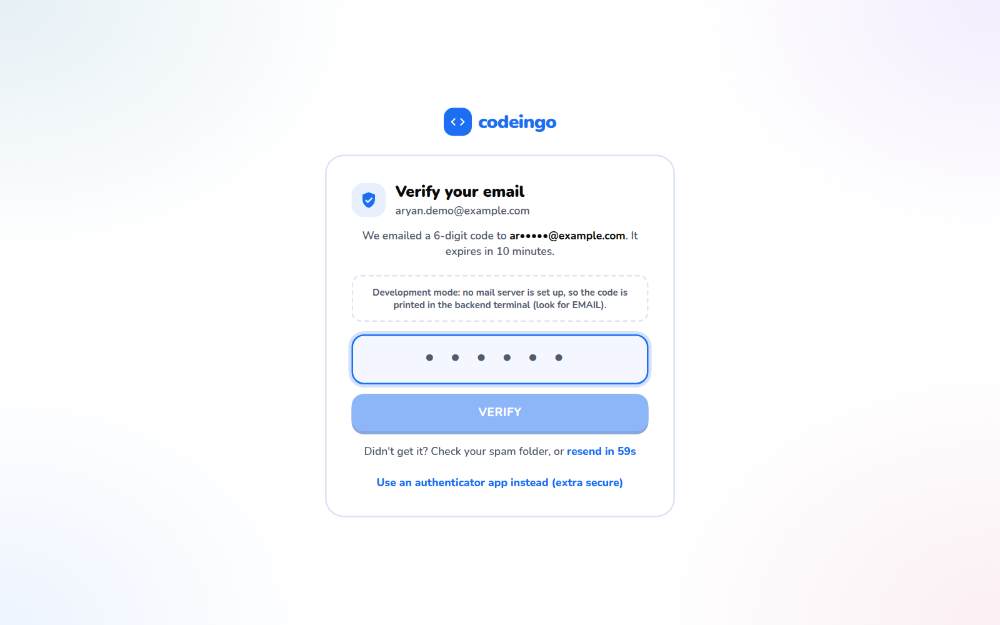 codeingo
Verify your email
aryan.demo@example.com
We emailed a 6-digit code to ar•••••@example.com. It
expires in 10 minutes.
Development mode: no mail server is set up, so the code is
printed in the backend terminal (look for EMAIL).
• • • • • •
VERIFY
Didn't get it? Check your spam folder, or resend in 59s
Use an authenticator app instead (extra secure)